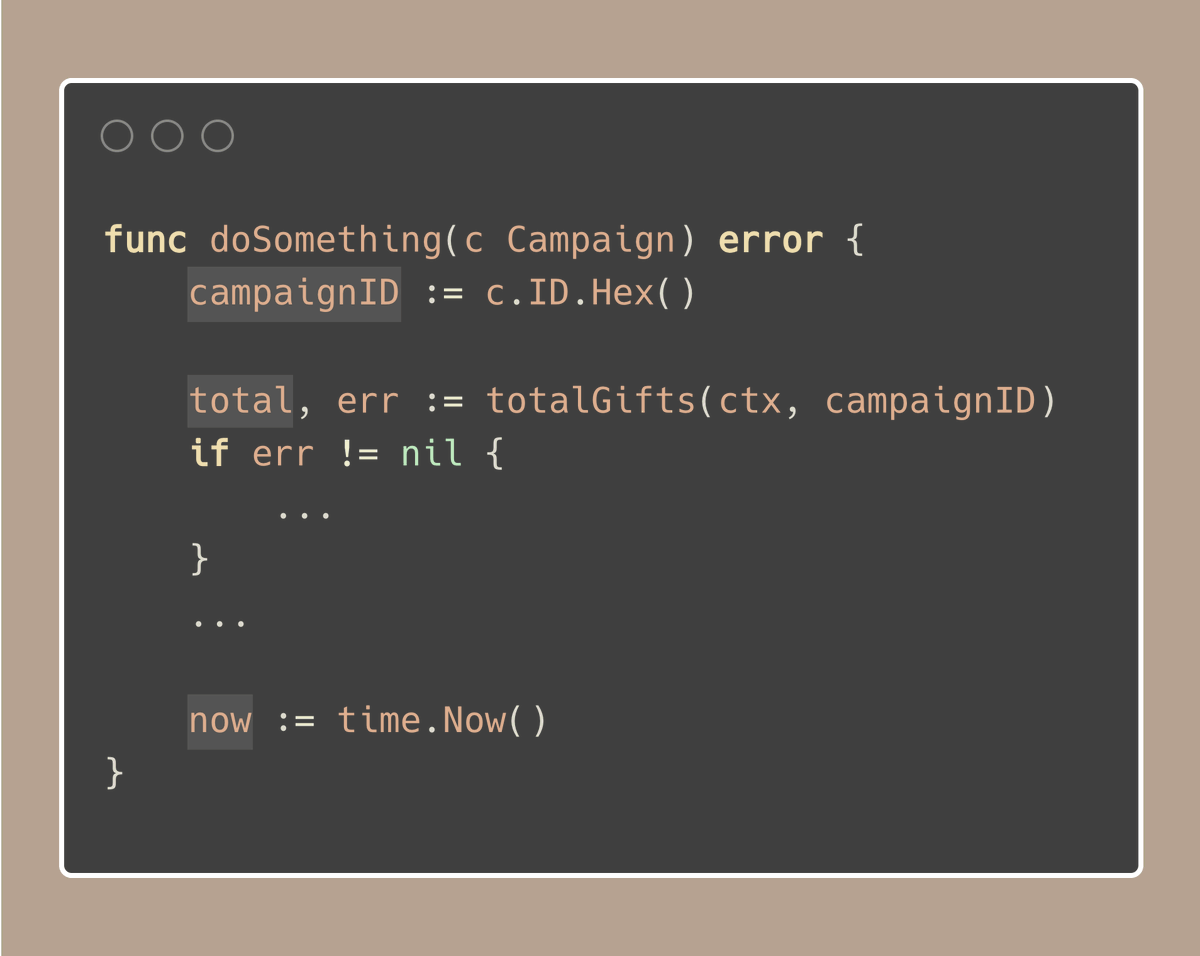 func doSomething(c Campaign) error {
    campaignID := c.ID.Hex()
    total, err := totalGifts(ctx, campaignID)
    if err != nil {
        ...
    }
    ...
    now := time.Now()
}